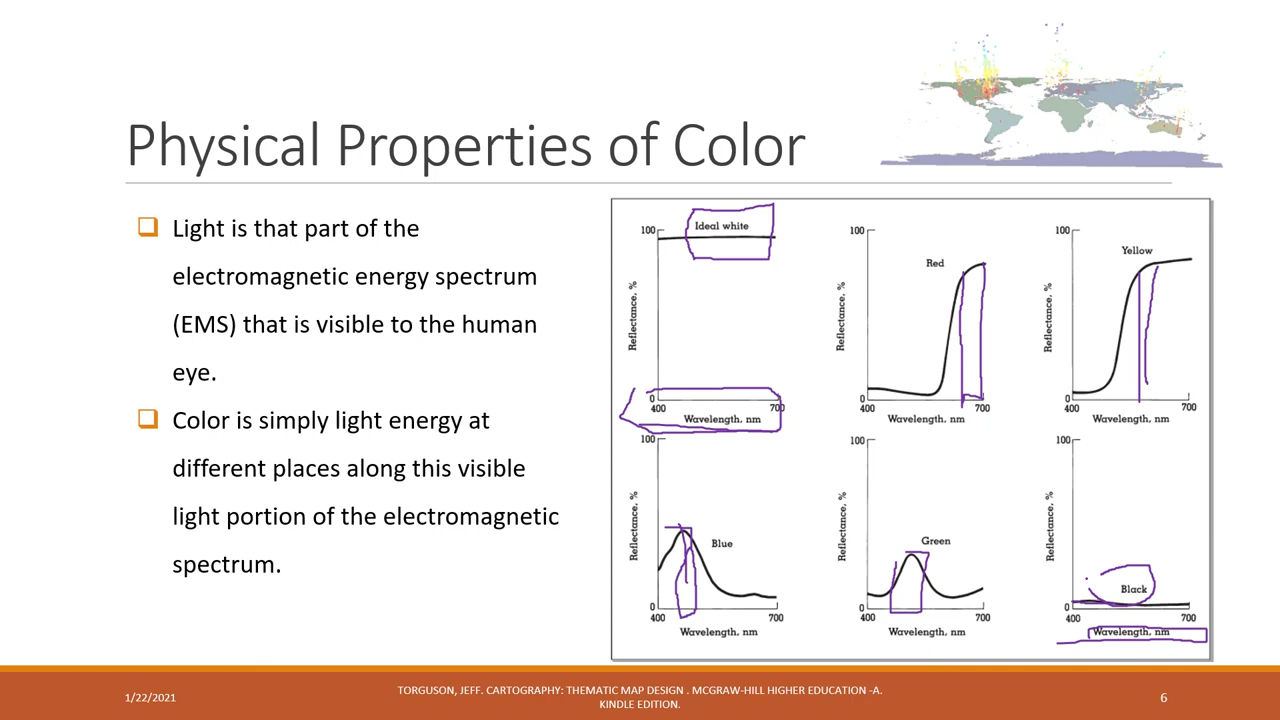 Physical Properties of Color
❑ Light is that part of the
electromagnetic energy spectrum
(EMS) that is visible to the human
eye.
❑ Color is simply light energy at
different places along this visible
light portion of the electromagnetic
spectrum.
100
Ideal white
Reflectance, %
0
400
700
Wavelength, nm
100
Red
Reflectance, %
0
400
700
Wavelength, nm
100
Yellow
Reflectance, %
0
400
700
Wavelength, nm
100
Blue
Reflectance, %
0
400
700
Wavelength, nm
100
Green
Reflectance, %
0
400
700
Wavelength, nm
100
Black
Reflectance, %
0
400
700
Wavelength, nm
1/22/2021
TORGUSON, JEFF. CARTOGRAPHY: THEMATIC MAP DESIGN . MCGRAW-HILL HIGHER EDUCATION -A.
KINDLE EDITION.
6